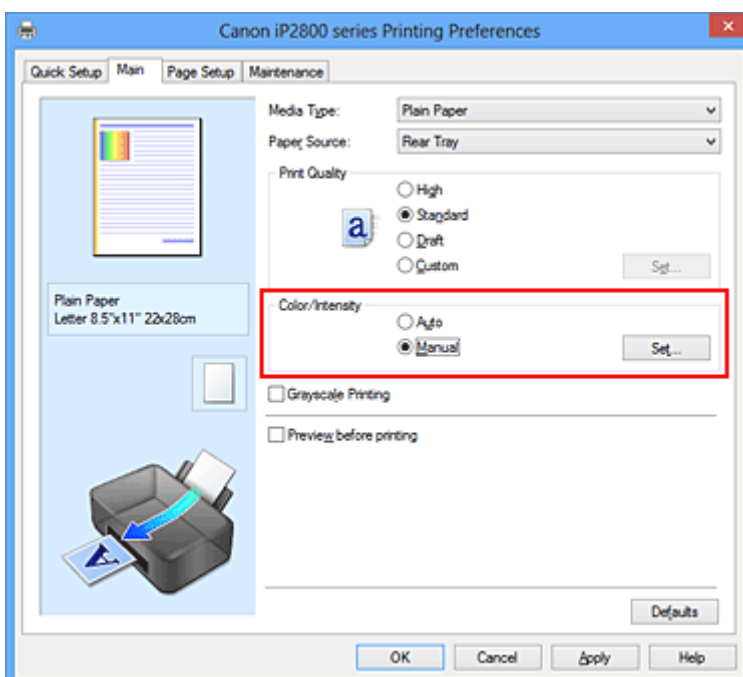 Canon iP2800 series Printing Preferences
Quick Setup Main Page Setup Maintenance
Media Type: Plain Paper
Paper Source: Rear Tray
Print Quality
High
a Standard
Draft
Custom Set...
Plain Paper
Letter 8.5"x11" 22x28cm
Color/Intensity
Auto
Manual Set...
Grayscale Printing
Preview before printing
A
Defaults
OK Cancel Apply Help